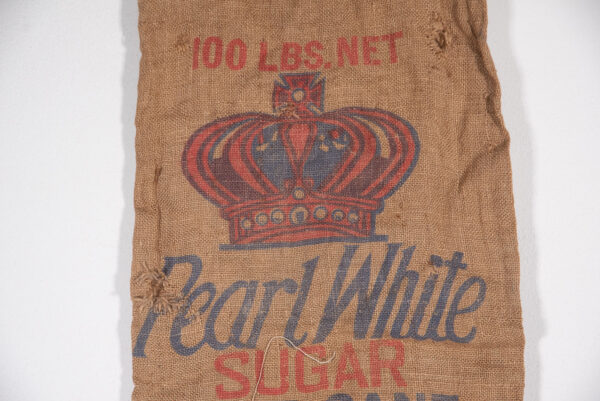 100 LBS. NET
Pearl White
SUGAR